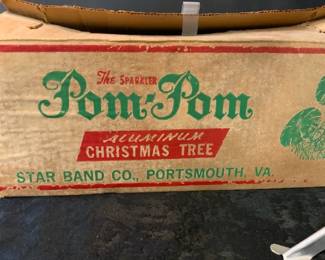 The SPARKLER
Pom-Pom
ALUMINUM
CHRISTMAS TREE
STAR BAND CO., PORTSMOUTH, VA.